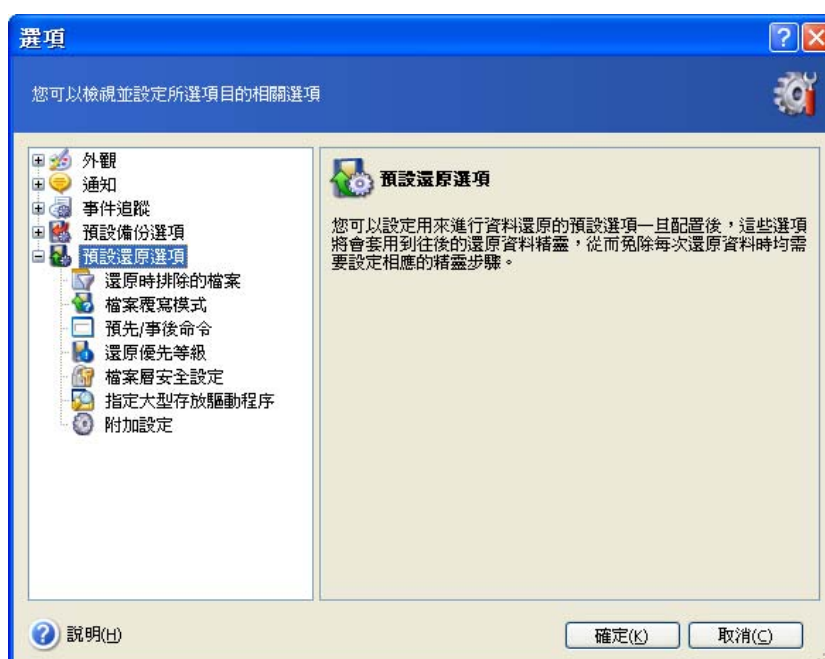 選項
您可以檢視並設定所選項目的相關選項
外觀
通知
事件追蹤
預設備份選項
預設還原選項
還原時排除的檔案
檔案覆寫模式
預先/事後命令
還原優先等級
檔案層安全設定
指定大型存放驅動程序
附加設定
預設還原選項
您可以設定用來進行資料還原的預設選項一旦配置後，這些選項
將會套用到往後的還原資料精靈，從而免除每次還原資料時均需
要設定相應的精靈步驟。
說明(H)
確定(K)
取消(C)